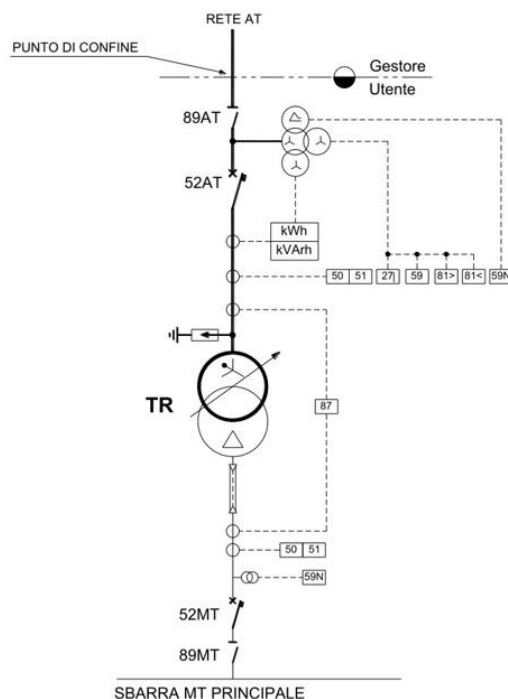 RETE AT
PUNTO DI CONFINE
Gestore
Utente
89AT
52AT
kWh
kVArh
50 51 27 59 81> 81< 59N
TR
87
50 51
59N
52MT
89MT
SBARRA MT PRINCIPALE